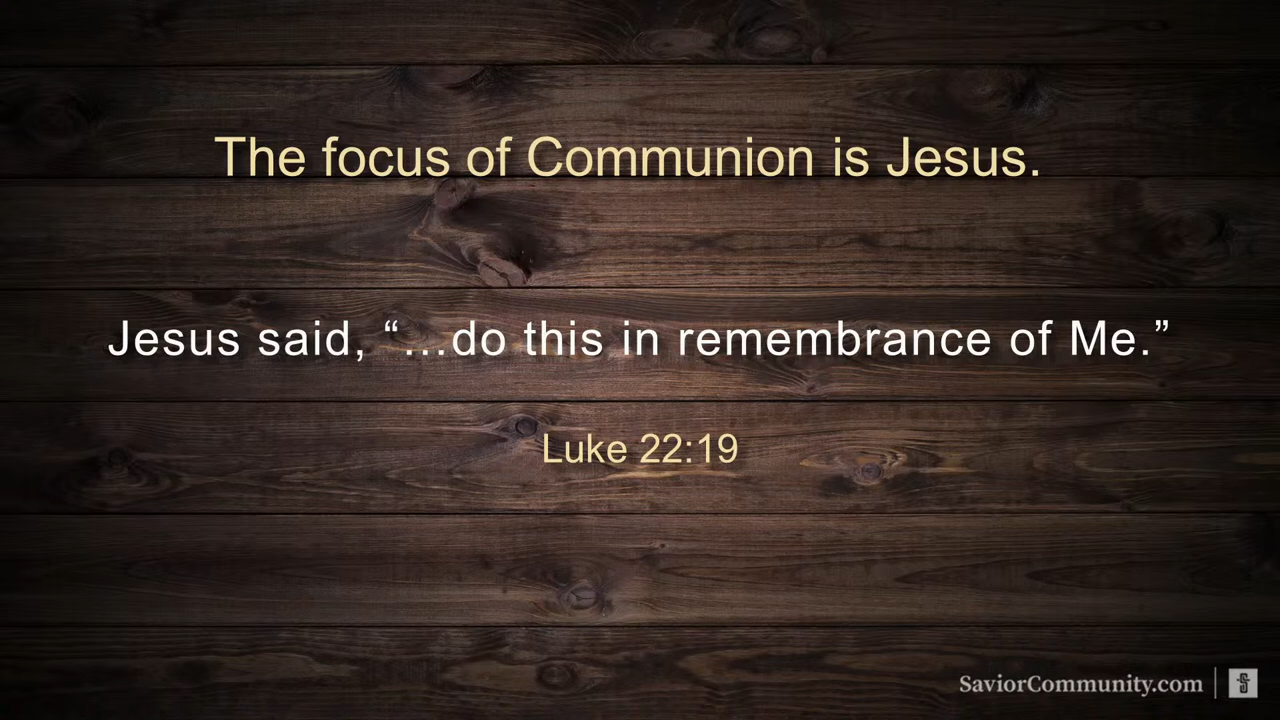 The focus of Communion is Jesus.
Jesus said, “…do this in remembrance of Me.”
Luke 22:19
SaviorCommunity.com